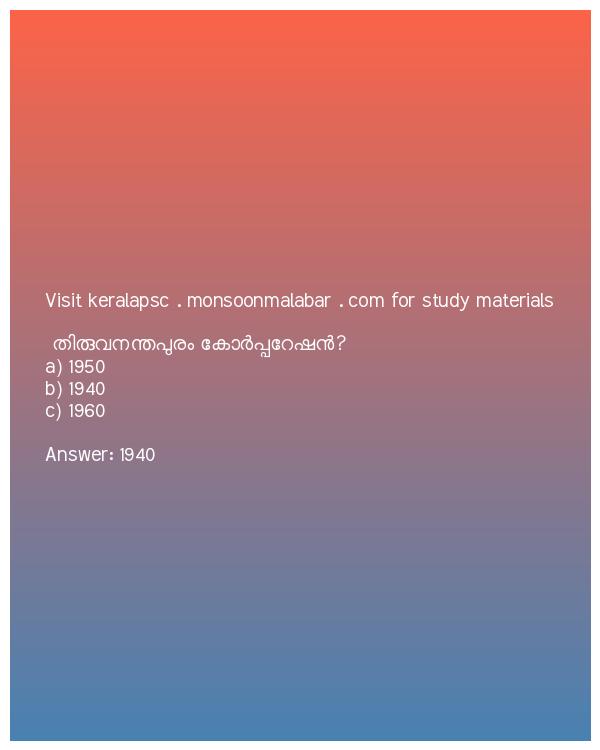 Visit keralapsc . monsoonmalabar . com for study materials
തിരുവനന്തപുരം കോർപ്പറേഷൻ?
a) 1950
b) 1940
c) 1960
Answer: 1940